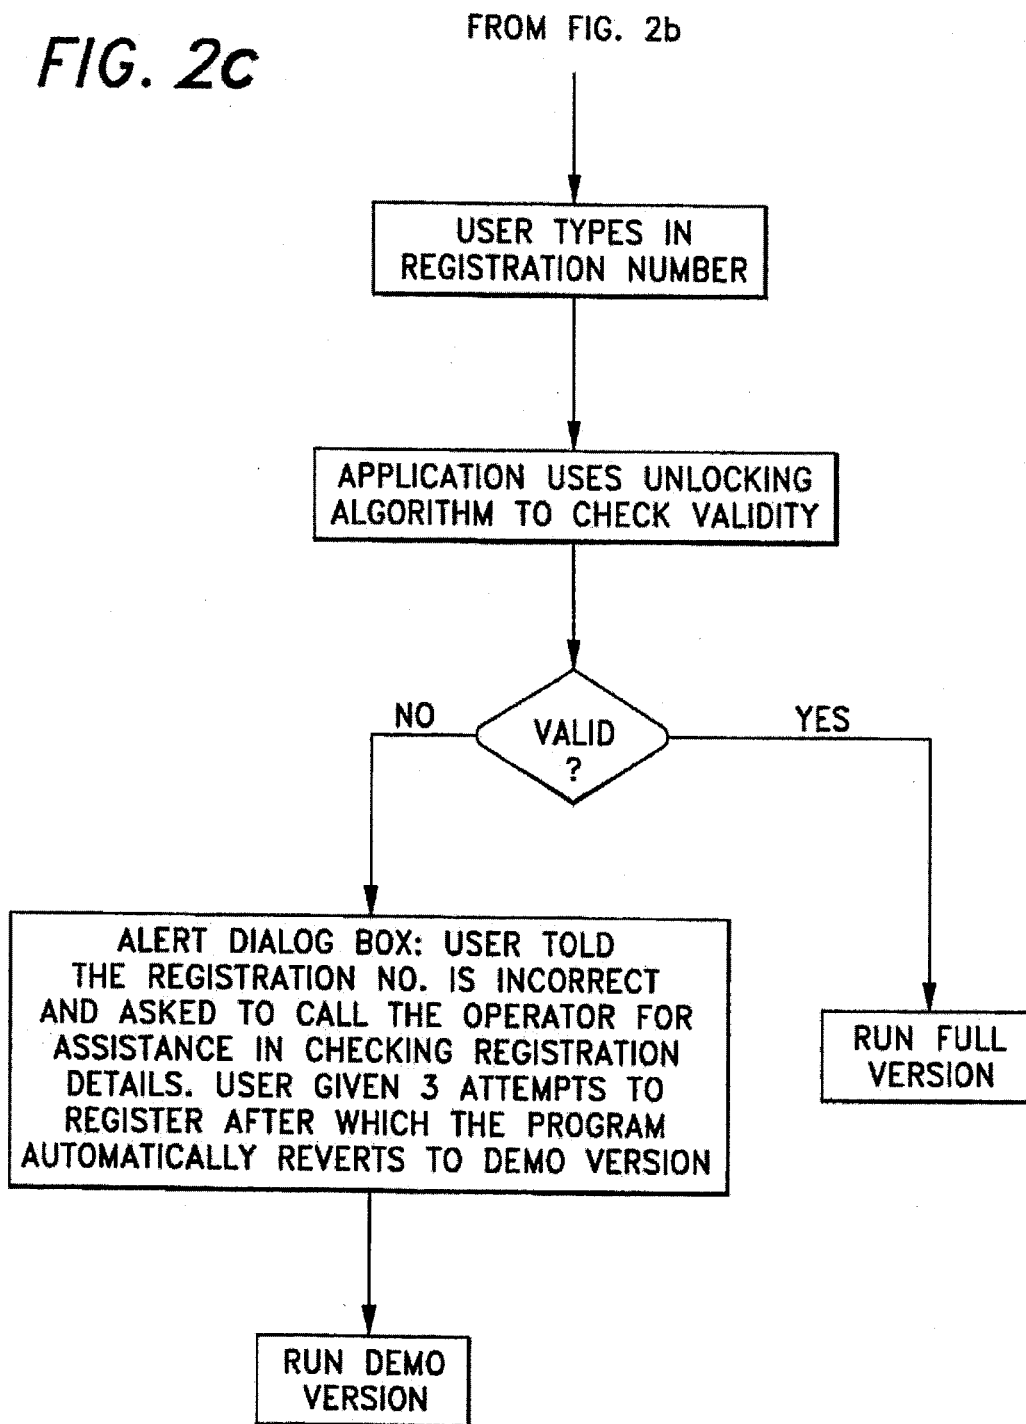 FIG. 2c
FROM FIG. 2b
USER TYPES IN
REGISTRATION NUMBER
APPLICATION USES UNLOCKING
ALGORITHM TO CHECK VALIDITY
NO
VALID
?
YES
ALERT DIALOG BOX: USER TOLD
THE REGISTRATION NO. IS INCORRECT
AND ASKED TO CALL THE OPERATOR FOR
ASSISTANCE IN CHECKING REGISTRATION
DETAILS. USER GIVEN 3 ATTEMPTS TO
REGISTER AFTER WHICH THE PROGRAM
AUTOMATICALLY REVERTS TO DEMO VERSION
RUN FULL
VERSION
RUN DEMO
VERSION